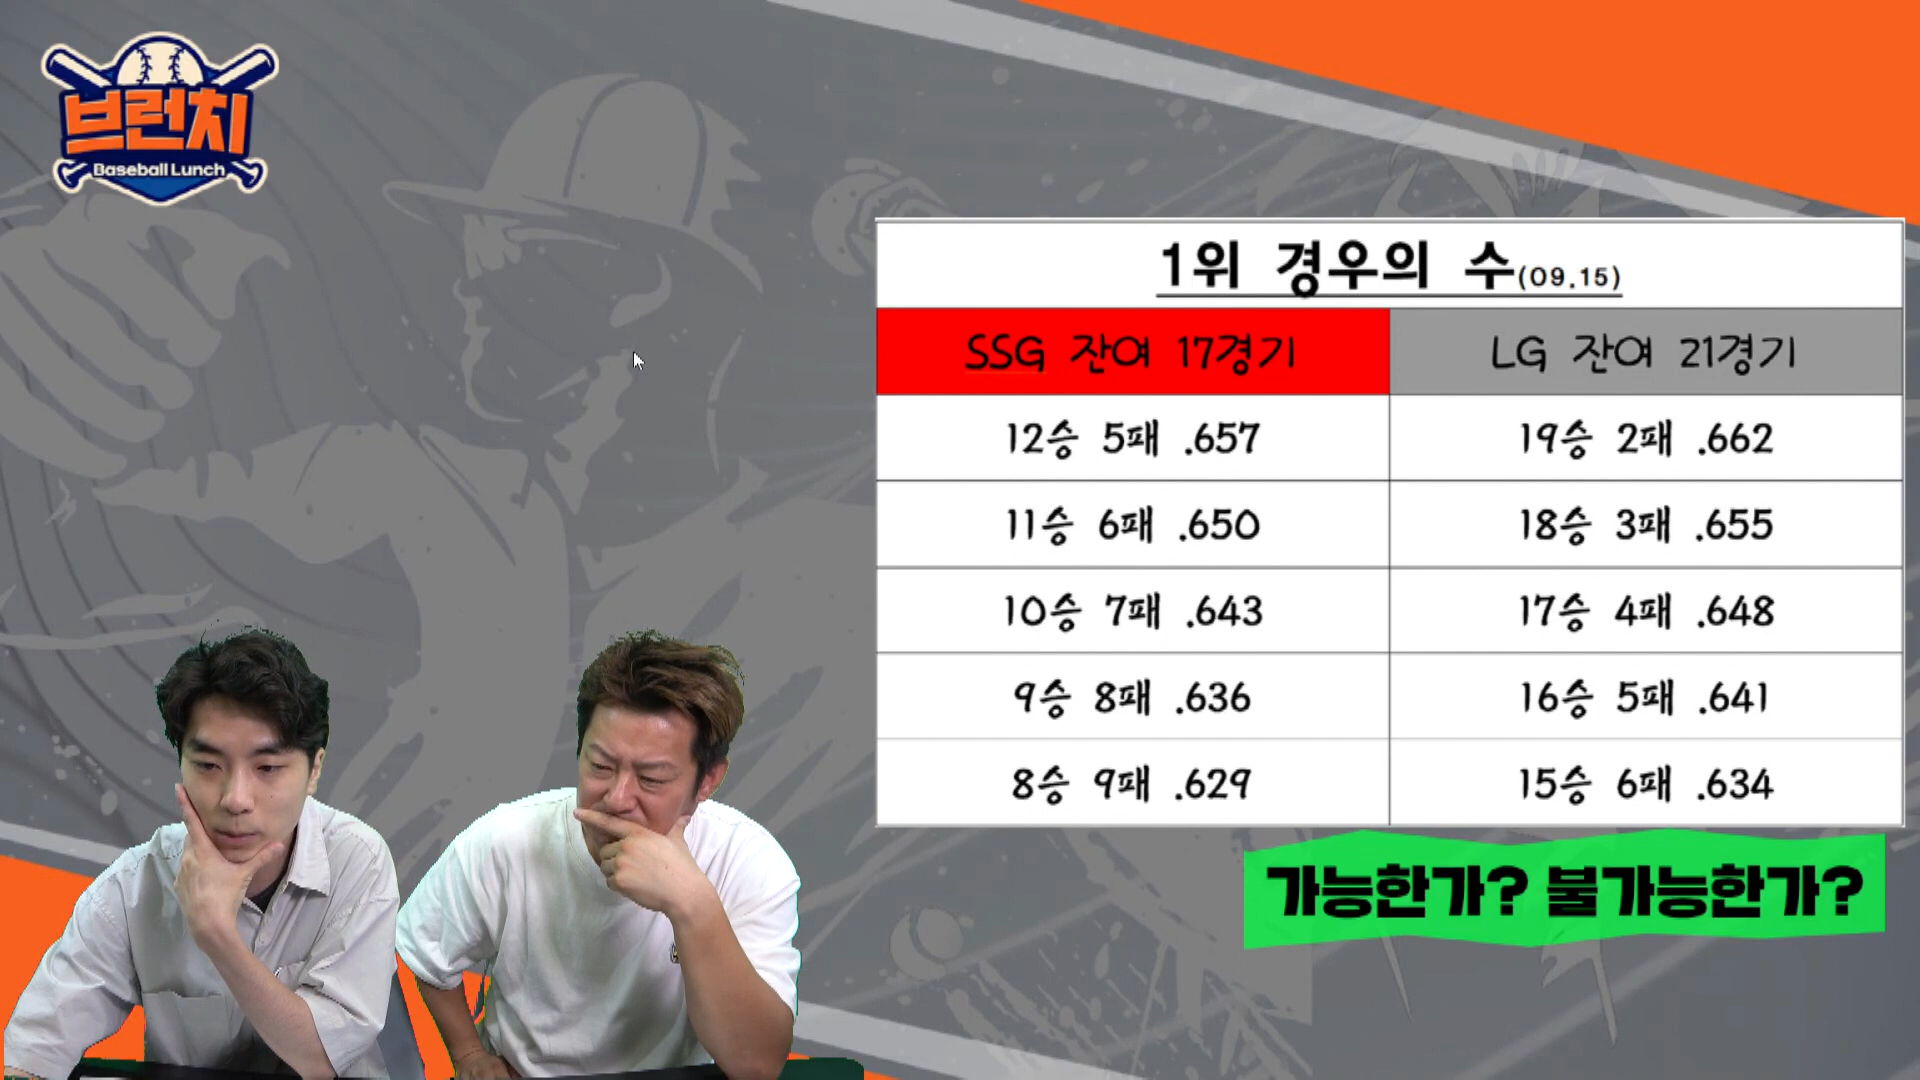 브런치
Baseball Lunch
1위 경우의 수(09.15)
SSG 잔여 17경기 LG 잔여 21경기
12승 5패 .657 19승 2패 .662
11승 6패 .650 18승 3패 .655
10승 7패 .643 17승 4패 .648
9승 8패 .636 16승 5패 .641
8승 9패 .629 15승 6패 .634
가능한가? 불가능한가?